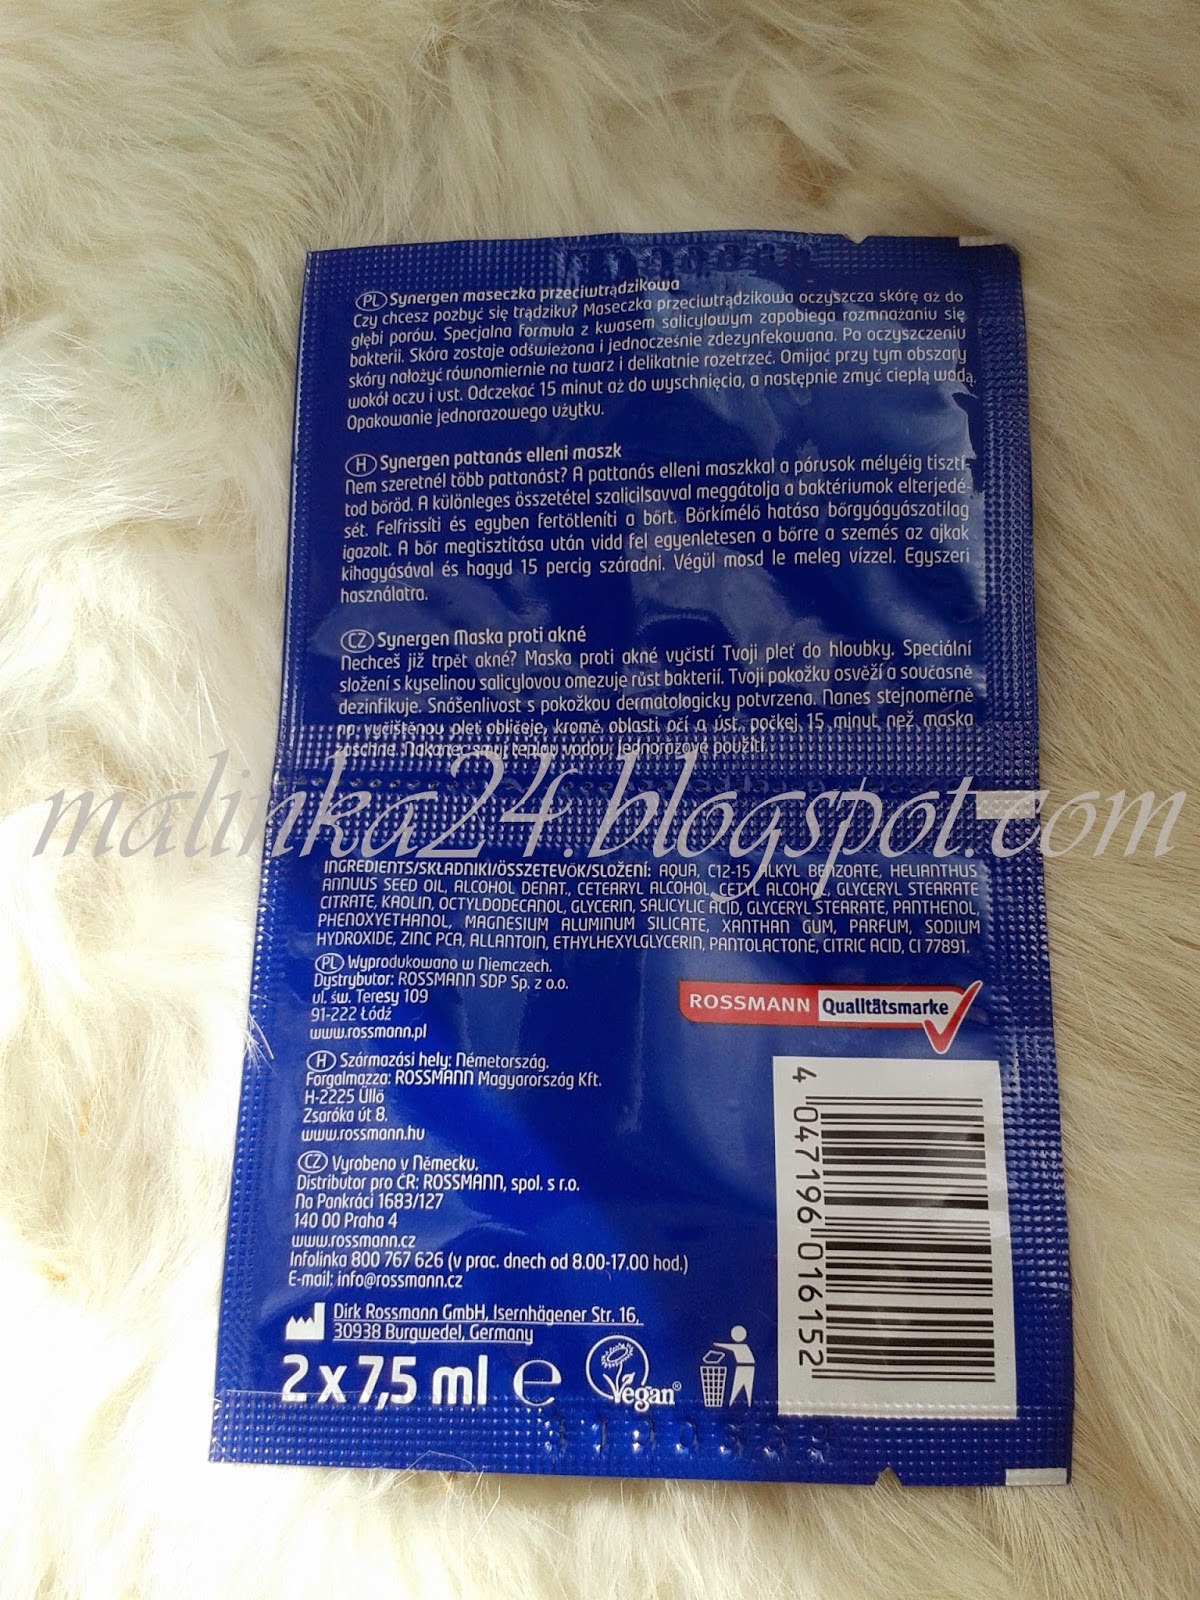 PL Synergen maseczka przeciwtrądzikowa
Czy chcesz pozbyć się trądziku? Maseczka przeciwtrądzikowa oczyszcza skórę aż do
głębi porów. Specjalna formuła z kwasem salicylowym zapobiega rozmnażaniu się
bakterii. Skóra zostaje odświeżona i jednocześnie zdezynfekowana. Po oczyszczeniu
skóry nałożyć równomiernie na twarz i delikatnie rozetrzeć. Omijać przy tym obszary
wokół oczu i ust. Odczekać 15 minut aż do wyschnięcia, a następnie zmyć ciepłą wodą.
Opakowanie jednorazowego użytku.
H Synergen pattanás elleni maszk
Nem szeretnél több pattanást? A pattanás elleni maszkkal a pórusok mélyéig tisztí-
tod bőröd. A különleges összetétel szalicilsavval meggátolja a baktériumok elterjedé-
sét. Felfrissíti és egyben fertőtleníti a bőrt. Bőrkímélő hatása bőrgyógyászatilag
igazolt. A bőr megtisztítása után vidd fel egyenletesen a bőrre a szemés az ajkak
kihagyásával és hagyd 15 percig száradni. Végül mosd le meleg vízzel. Egyszeri
használatra.
CZ Synergen Maska proti akné
Nechceš již trpět akné? Maska proti akné vyčistí Tvoji pleť do hloubky. Speciální
složení s kyselinou salicylovou omezuje růst bakterií. Tvoji pokožku osvěží a současně
dezinfikuje. Snášenlivost s pokožkou dermatologicky potvrzena. Nanes stejnoměrně
na vyčištěnou pleť obličeje, kromě oblasti očí a úst, počkej 15 minut než maska
zaschne. Nakonec smyj teplou vodou. Jednorázové použití.
malinka24.blogspot.com
INGREDIENTS/SKŁADNIKI/ÖSSZETEVŐK/SLOŽENÍ: AQUA, C12-15 ALKYL BENZOATE, HELIANTHUS
ANNUUS SEED OIL, ALCOHOL DENAT., CETEARYL ALCOHOL, CETYL ALCOHOL, GLYCERYL STEARATE
CITRATE, KAOLIN, OCTYLDODECANOL, GLYCERIN, SALICYLIC ACID, GLYCERYL STEARATE, PANTHENOL,
PHENOXYETHANOL, MAGNESIUM ALUMINUM SILICATE, XANTHAN GUM, PARFUM, SODIUM
HYDROXIDE, ZINC PCA, ALLANTOIN, ETHYLHEXYLGLYCERIN, PANTOLACTONE, CITRIC ACID, CI 77891.
PL Wyprodukowano w Niemczech.
Dystrybutor: ROSSMANN SDP Sp. z o.o.
ul. św. Teresy 109
91-222 Łódź
www.rossmann.pl
ROSSMANN Qualitätsmarke
H Származási hely: Németország.
Forgalmazza: ROSSMANN Magyarország Kft.
H-2225 Üllő
Zsaróka út 8.
www.rossmann.hu
CZ Vyrobeno v Německu.
Distributor pro ČR: ROSSMANN, spol. s r.o.
Na Pankráci 1683/127
140 00 Praha 4
www.rossmann.cz
Infolinka 800 767 626 (v prac. dnech od 8.00-17.00 hod.)
E-mail: info@rossmann.cz
4 047196 016152
Dirk Rossmann GmbH, Isernhägener Str. 16,
30938 Burgwedel, Germany
2 x 7,5 ml e
Vegan®